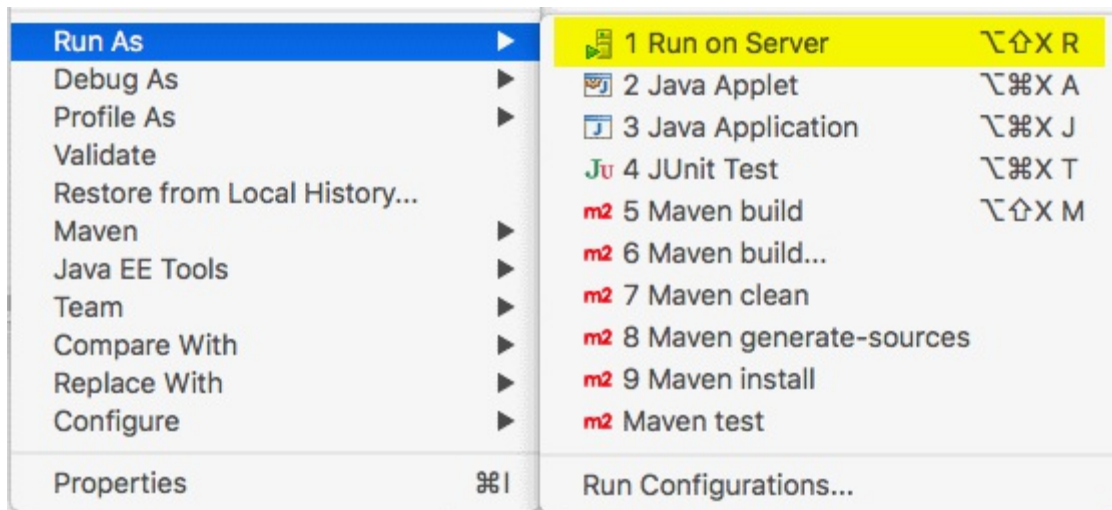 Run As ▶
Debug As ▶
Profile As ▶
Validate
Restore from Local History...
Maven ▶
Java EE Tools ▶
Team ▶
Compare With ▶
Replace With ▶
Configure ▶
Properties ⌘I
1 Run on Server ⌥⇧X R
2 Java Applet ⌥⌘X A
3 Java Application ⌥⌘X J
Ju 4 JUnit Test ⌥⌘X T
m2 5 Maven build ⌥⇧X M
m2 6 Maven build...
m2 7 Maven clean
m2 8 Maven generate-sources
m2 9 Maven install
m2 Maven test
Run Configurations...